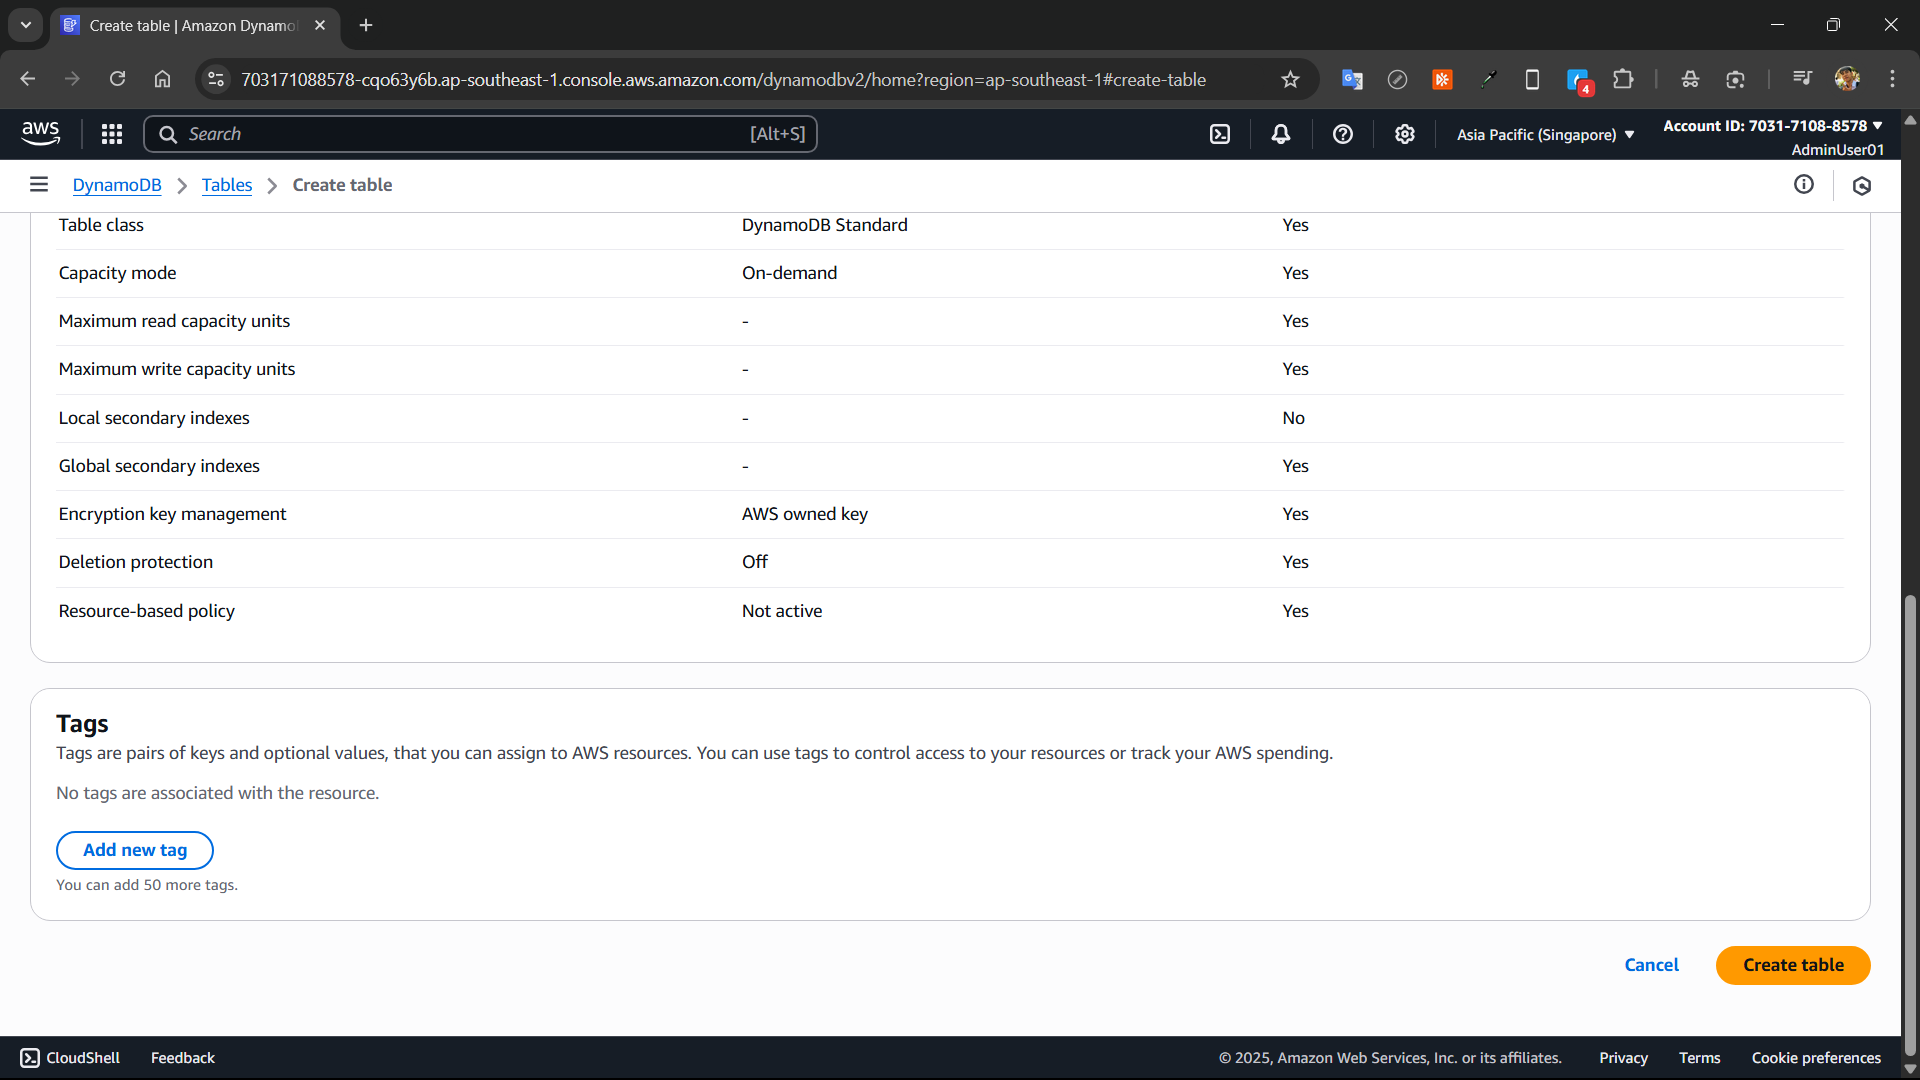 Create table | Amazon Dynamo
703171088578-cqo63y6b.ap-southeast-1.console.aws.amazon.com/dynamodbv2/home?region=ap-southeast-1#create-table
4
aws
Search
[Alt+S]
Asia Pacific (Singapore)
Account ID: 7031-7108-8578
AdminUser01
DynamoDB > Tables > Create table
Table class DynamoDB Standard Yes
Capacity mode On-demand Yes
Maximum read capacity units - Yes
Maximum write capacity units - Yes
Local secondary indexes - No
Global secondary indexes - Yes
Encryption key management AWS owned key Yes
Deletion protection Off Yes
Resource-based policy Not active Yes
Tags
Tags are pairs of keys and optional values, that you can assign to AWS resources. You can use tags to control access to your resources or track your AWS spending.
No tags are associated with the resource.
Add new tag
You can add 50 more tags.
Cancel
Create table
CloudShell Feedback © 2025, Amazon Web Services, Inc. or its affiliates. Privacy Terms Cookie preferences